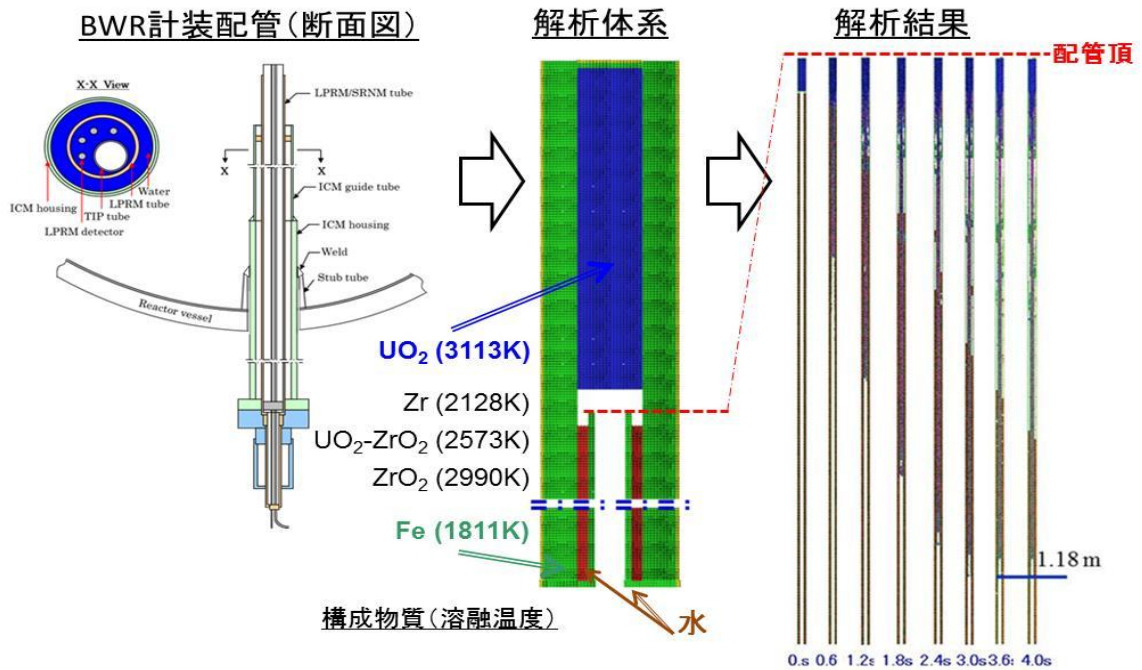 BWR計装配管(断面図)
解析体系
解析結果
配管頂
X-X View
LPRM/SRNM tube
X
X
ICM guide tube
Water
LPRM tube
TIP tube
ICM housing
LPRM detector
ICM housing
Weld
Stub tube
Reactor vessel
UO₂ (3113K)
Zr (2128K)
UO₂-ZrO₂ (2573K)
ZrO₂ (2990K)
Fe (1811K)
構成物質(溶融温度)
水
1.18 m
0.s 0.6 1.2s 1.8s 2.4s 3.0s 3.6s 4.0s